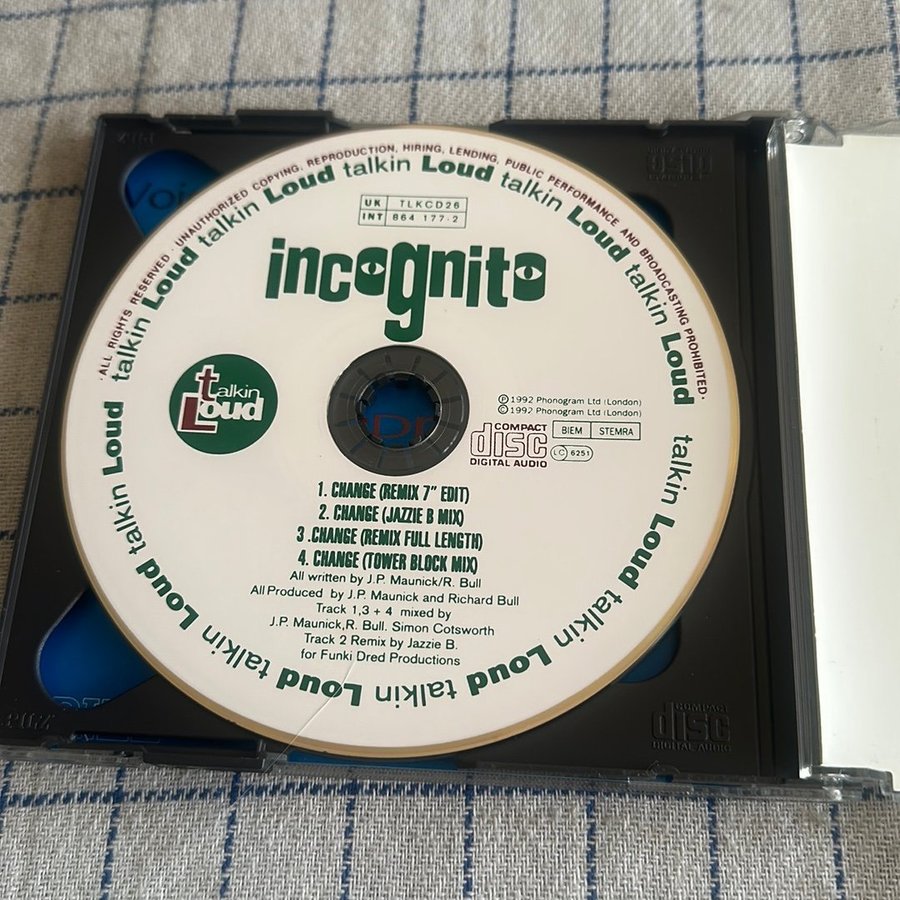 · ALL RIGHTS RESERVED · UNAUTHORIZED COPYING, REPRODUCTION, HIRING, LENDING, PUBLIC PERFORMANCE AND BROADCASTING PROHIBITED ·
talkin Loud talkin Loud talkin Loud talkin Loud talkin Loud talkin Loud talkin Loud talkin Loud talkin Loud talkin Loud talkin Loud
UK TLKCD26
INT 864 177-2
incognito
talkin
Loud
℗ 1992 Phonogram Ltd (London)
© 1992 Phonogram Ltd (London)
COMPACT
disc
DIGITAL AUDIO
BIEM STEMRA
LC 6251
1. CHANGE (REMIX 7" EDIT)
2. CHANGE (JAZZIE B MIX)
3 .CHANGE (REMIX FULL LENGTH)
4. CHANGE (TOWER BLOCK MIX)
All written by J.P. Maunick/R. Bull
All Produced by J.P. Maunick and Richard Bull
Track 1,3 + 4 mixed by
J.P. Maunick,R. Bull. Simon Cotsworth
Track 2 Remix by Jazzie B.
for Funki Dred Productions
COMPACT
disc
DIGITAL AUDIO